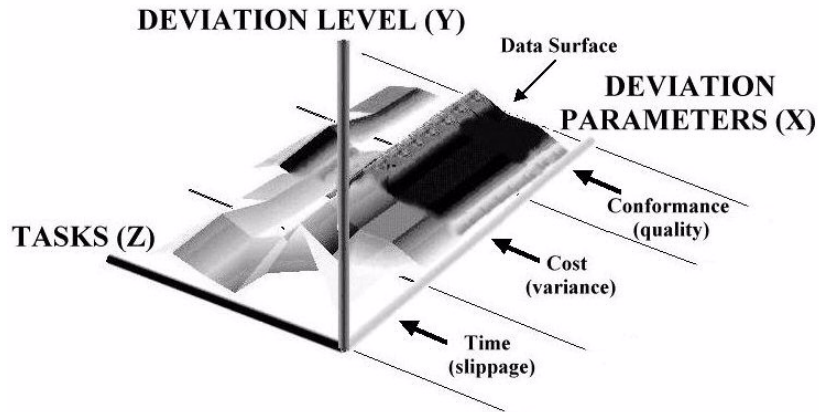 DEVIATION LEVEL (Y)
Data Surface
DEVIATION
PARAMETERS (X)
Conformance
(quality)
TASKS (Z)
Cost
(variance)
Time
(slippage)